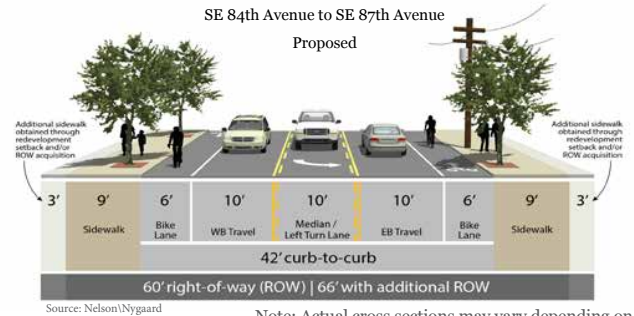 SE 84th Avenue to SE 87th Avenue
Proposed
Additional sidewalk
obtained through
redevelopment
setback and/or
ROW acquisition
Additional sidewalk
obtained through
redevelopment
setback and/or
ROW acquisition
3' 9' 6' 10' 10' 10' 6' 9' 3'
Sidewalk
Bike
Lane
WB Travel
Median /
Left Turn Lane
EB Travel
Bike
Lane
Sidewalk
42' curb-to-curb
60' right-of-way (ROW) | 66' with additional ROW
Source: Nelson\Nygaard
Note: Actual cross sections may vary depending on